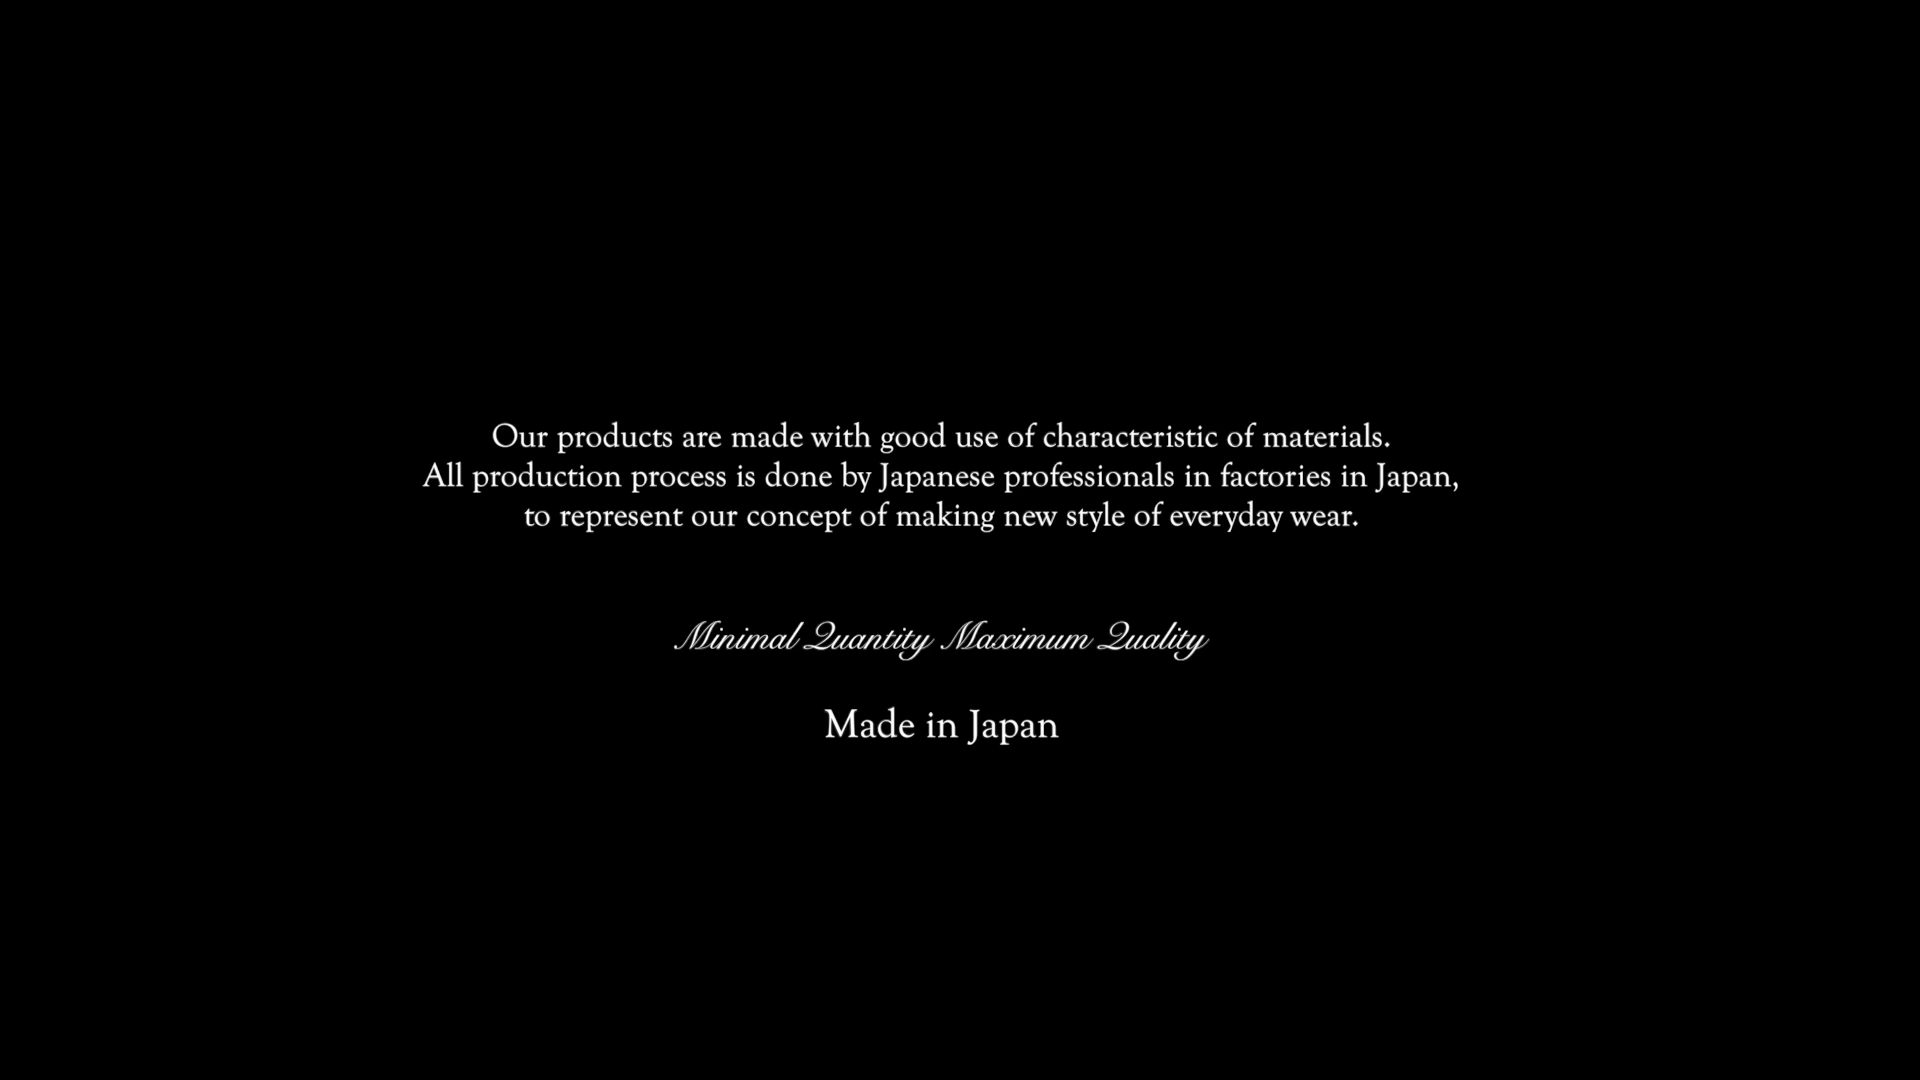 Our products are made with good use of characteristic of materials.
All production process is done by Japanese professionals in factories in Japan,
to represent our concept of making new style of everyday wear.
Minimal Quantity Maximum Quality
Made in Japan